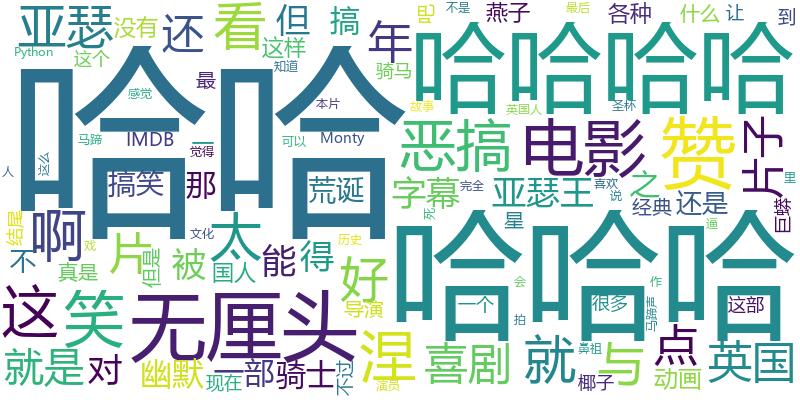 哈哈
哈哈哈哈
哈哈哈
无厘头
恶搞
电影
赞
片子
亚瑟
还
看
但
搞
年
吧
燕子
不是
各种
最后
什么
让
到
Python
没有
这个
这样
知道
骑马
感觉
最
本片
故事
英国人
圣杯
马蹄
IMDB
一
觉得
Monty
可以
人
这么
搞笑
那
荒诞
字幕
完全
亚瑟王
喜欢
说
之
经典
还是
里
巨蟒
死
星
逼
结尾
啊
戏
文化
太
能
得
历史
不
片
但是
被
国人
真是
好
导演
一个
会
拍
很多
作
马蹄声
这部
这
笑
涅
就
鼻祖
与
点
英国
就是
对
幽默
现在
一部
骑士
不过
演员
喜剧
椰子
动画